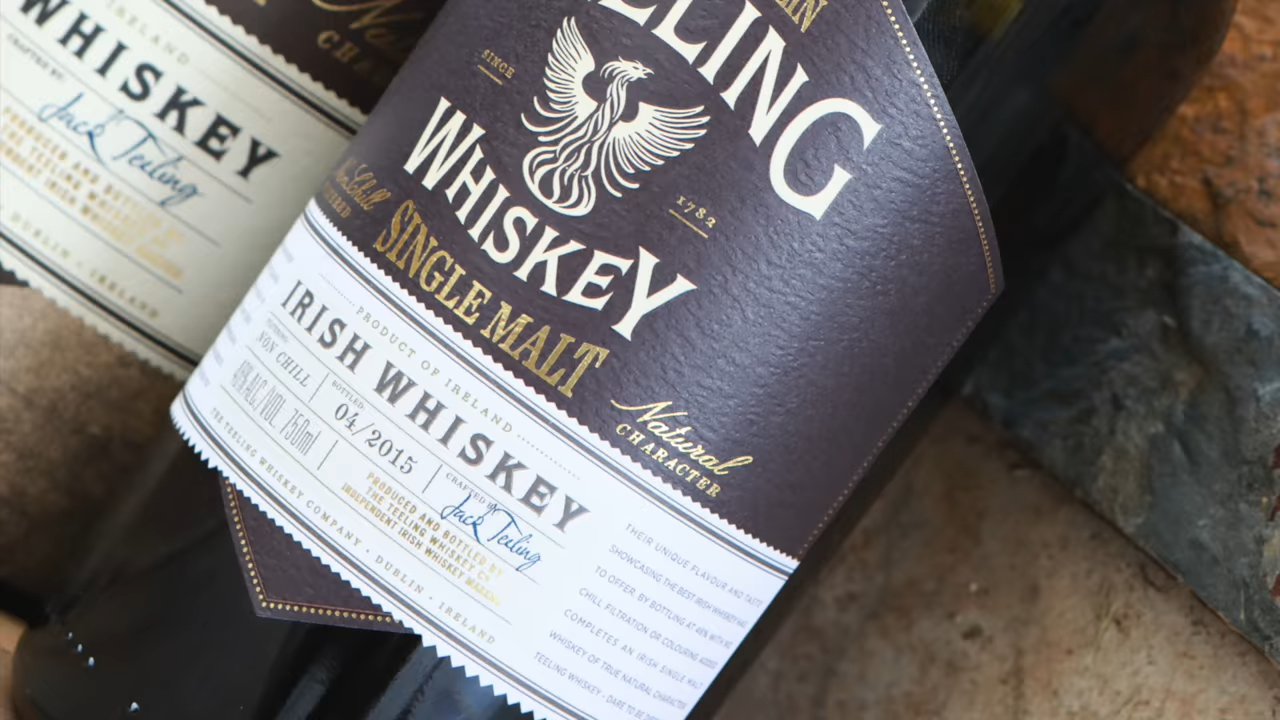 IRELAND
WHISKEY
CRAFTED BY:
Jack Teeling
DUBLIN · IRELAND
SINCE
1782
WHISKEY
SINGLE MALT
Natural
CHARACTER
PRODUCT OF IRELAND
IRISH WHISKEY
NON CHILL
BOTTLED:
04/2015
CRAFTED BY
Jack Teeling
46% ALC/VOL. 750ml
PRODUCED AND BOTTLED BY
THE TEELING WHISKEY CO.
INDEPENDENT IRISH WHISKEY MAKERS
THE TEELING WHISKEY COMPANY · DUBLIN · IRELAND
THEIR UNIQUE FLAVOUR AND TASTE
SHOWCASING THE BEST IRISH WHISKEY HAS
TO OFFER. BY BOTTLING AT 46% WITH NO
CHILL FILTRATION OR COLOURING ADDED
COMPLETES AN IRISH SINGLE MALT
WHISKEY OF TRUE NATURAL CHARACTER
TEELING WHISKEY - DARE TO BE